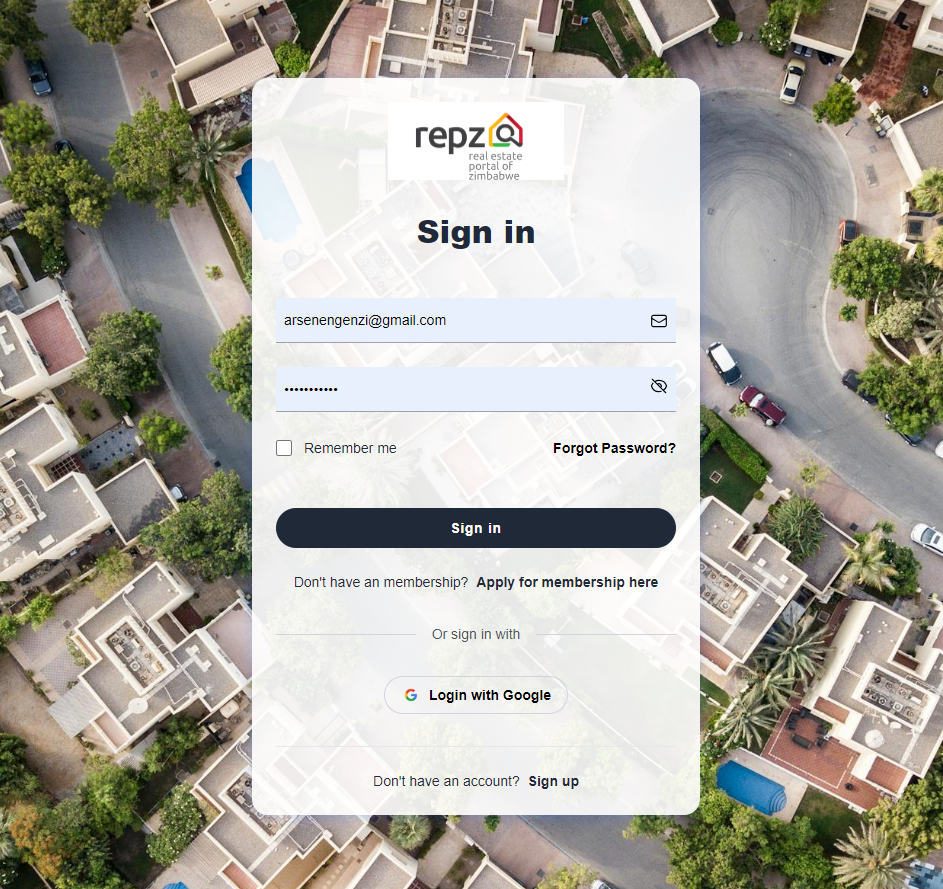 repz
real estate
portal of
zimbabwe
Sign in
arsenengenzi@gmail.com
•••••••••••
Remember me
Forgot Password?
Sign in
Don't have an membership? Apply for membership here
Or sign in with
Login with Google
Don't have an account? Sign up